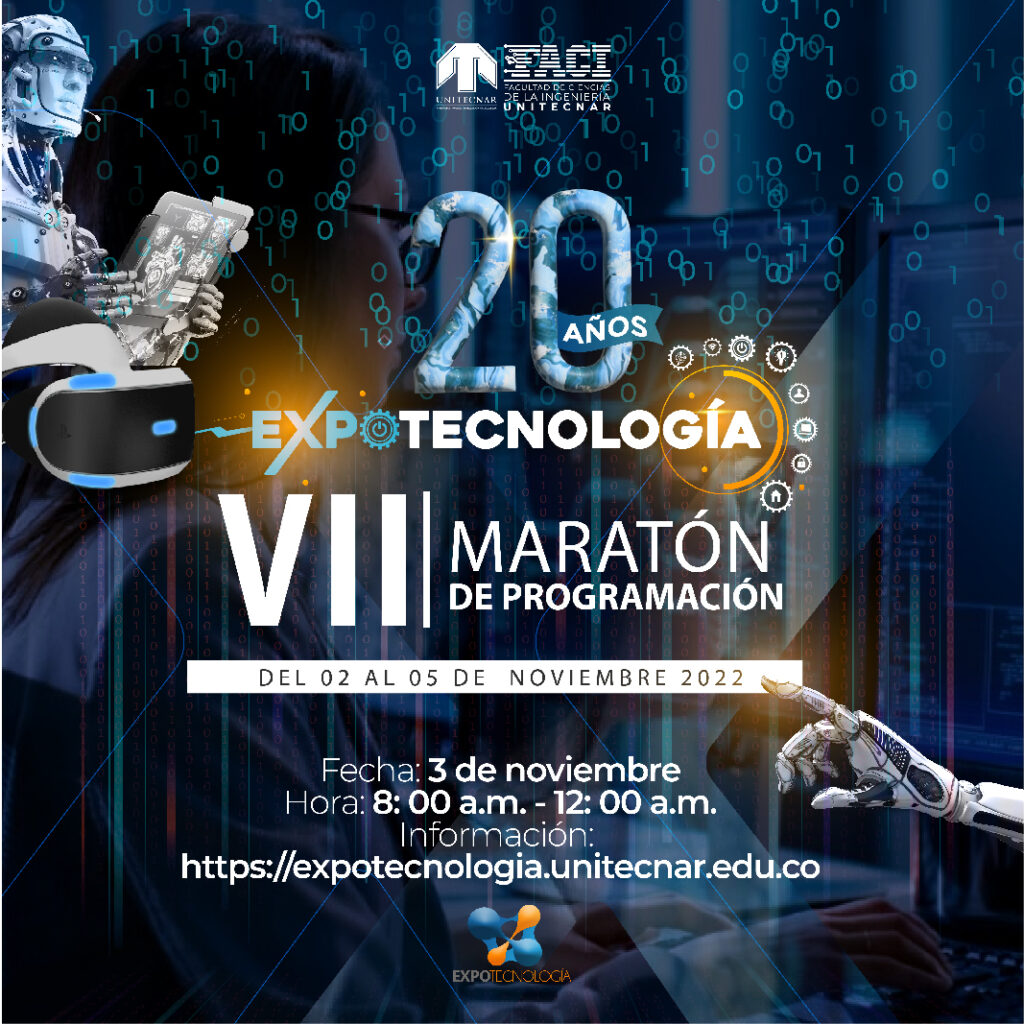 FACI
UNITECNAR
FACULTAD DE CIENCIAS
DE LA INGENIERÍA
UNITECNAR
20
AÑOS
EXPOTECNOLOGÍA
VII
MARATÓN
DE PROGRAMACIÓN
DEL 02 AL 05 DE NOVIEMBRE 2022
Fecha: 3 de noviembre
Hora: 8: 00 a.m. - 12: 00 a.m.
Información:
https://expotecnologia.unitecnar.edu.co
EXPOTECNOLOGÍA